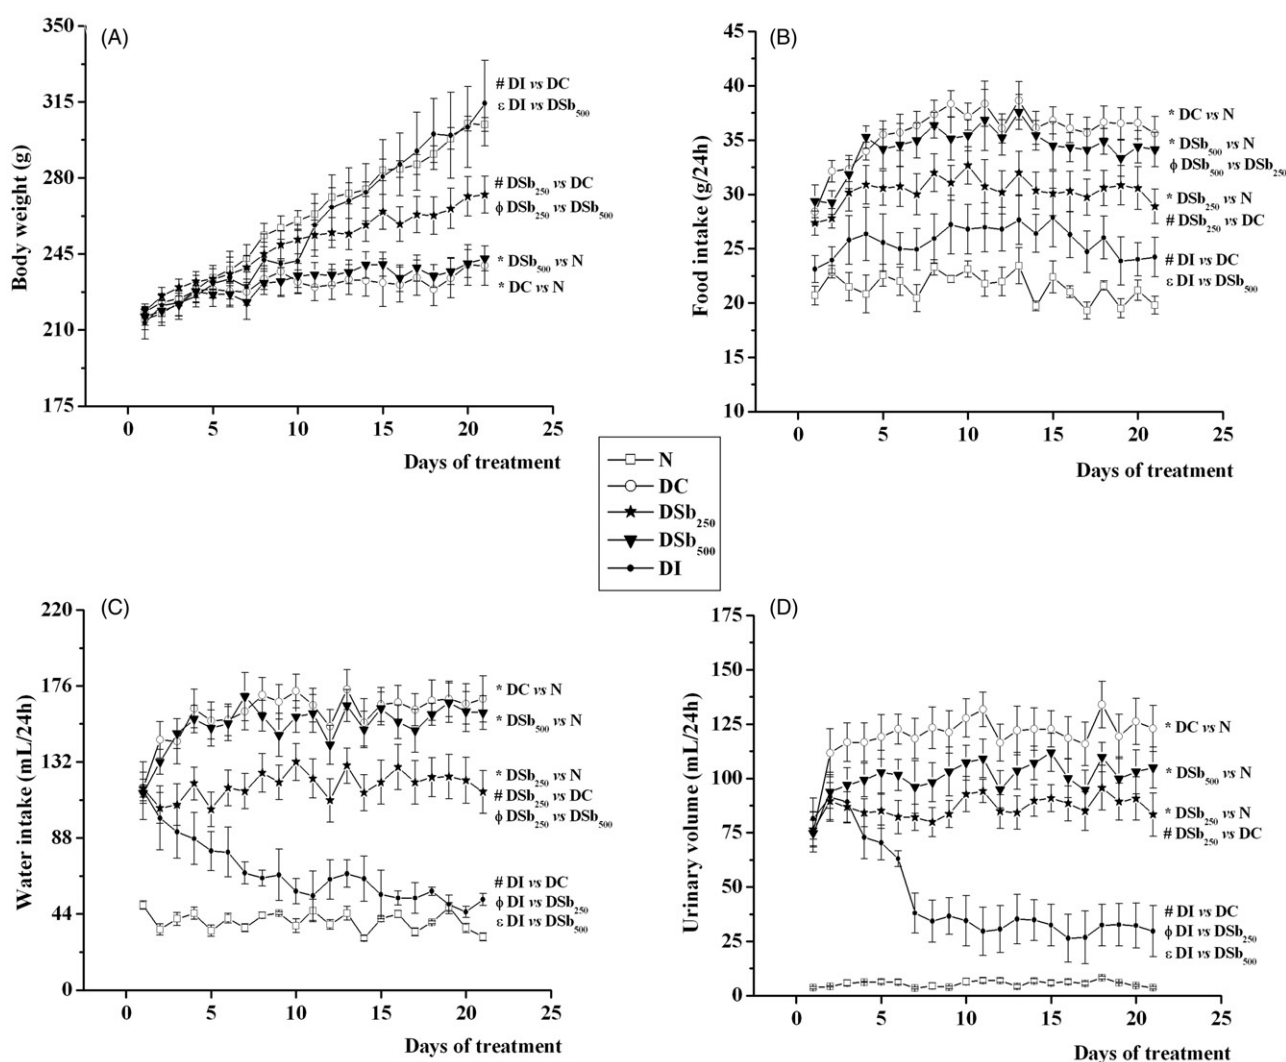 (A)
Body weight (g)
350
315
280
245
210
175
0 5 10 15 20 25
Days of treatment
# DI vs DC
ε DI vs DSb500
# DSb250 vs DC
ϕ DSb250 vs DSb500
* DSb500 vs N
* DC vs N
(B)
Food intake (g/24h)
45
40
35
30
25
20
15
10
0 5 10 15 20 25
Days of treatment
* DC vs N
* DSb500 vs N
ϕ DSb500 vs DSb250
* DSb250 vs N
# DSb250 vs DC
# DI vs DC
ε DI vs DSb500
N
DC
DSb250
DSb500
DI
(C)
Water intake (mL/24h)
220
176
132
88
44
0
0 5 10 15 20 25
Days of treatment
* DC vs N
* DSb500 vs N
* DSb250 vs N
# DSb250 vs DC
ϕ DSb250 vs DSb500
# DI vs DC
ϕ DI vs DSb250
ε DI vs DSb500
(D)
Urinary volume (mL/24h)
175
150
125
100
75
50
25
0
0 5 10 15 20 25
Days of treatment
* DC vs N
* DSb500 vs N
* DSb250 vs N
# DSb250 vs DC
# DI vs DC
ϕ DI vs DSb250
ε DI vs DSb500